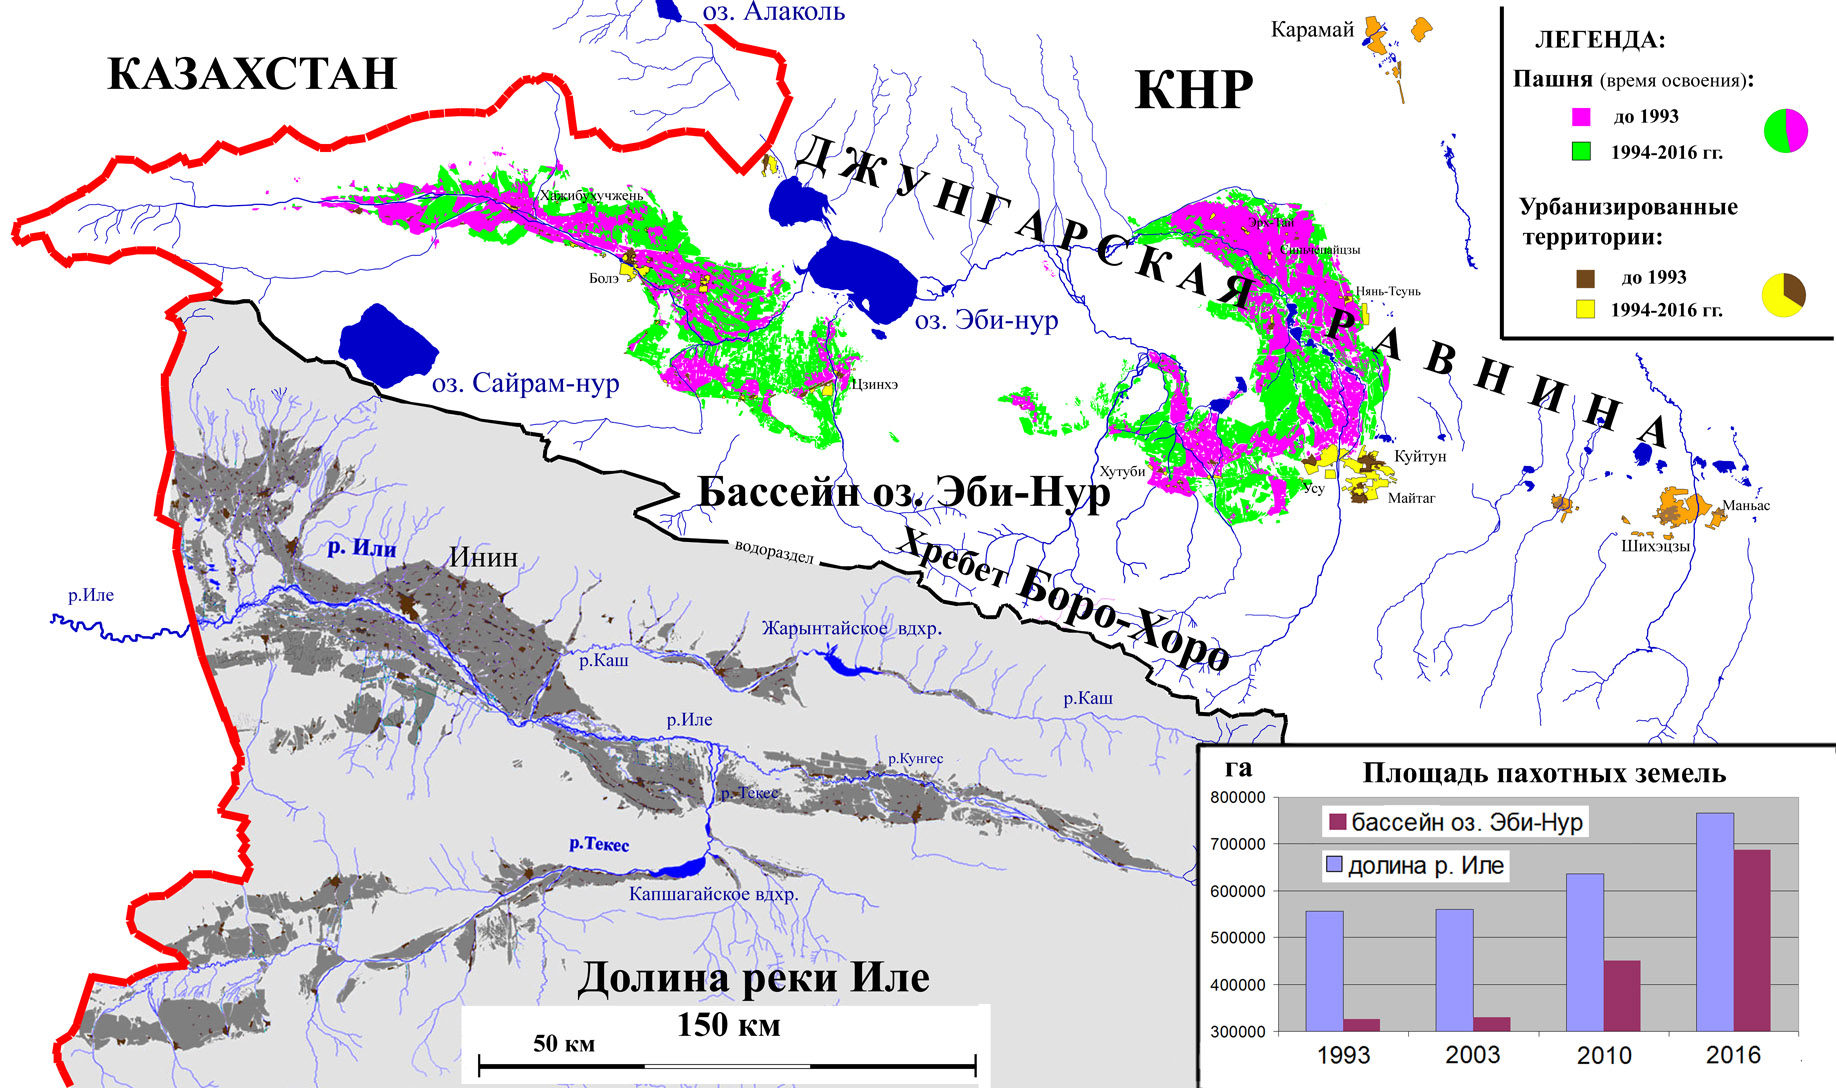 оз. Алаколь
КАЗАХСТАН
КНР
Карамай
ЛЕГЕНДА:
Пашня (время освоения):
до 1993
1994-2016 гг.
Урбанизированные
территории:
до 1993
1994-2016 гг.
ДЖУНГАРСКАЯ РАВНИНА
Хажибухучжень
Болэ
оз. Эби-нур
оз. Сайрам-нур
Цзинхэ
Эрх-Тай
Нянь-Тсунь
Хутуби
Усу
Куйтун
Майтаг
Маньас
Шихэцзы
Бассейн оз. Эби-Нур
водораздел
Хребет Боро-Хоро
р. Или
Инин
р.Иле
Жарынтайское вдхр.
р.Каш
р.Каш
р.Иле
р.Кунгес
р.Текес
р.Текес
Капшагайское вдхр.
Долина реки Иле
150 км
50 км
га
Площадь пахотных земель
800000
700000
600000
500000
400000
300000
бассейн оз. Эби-Нур
долина р. Иле
1993
2003
2010
2016